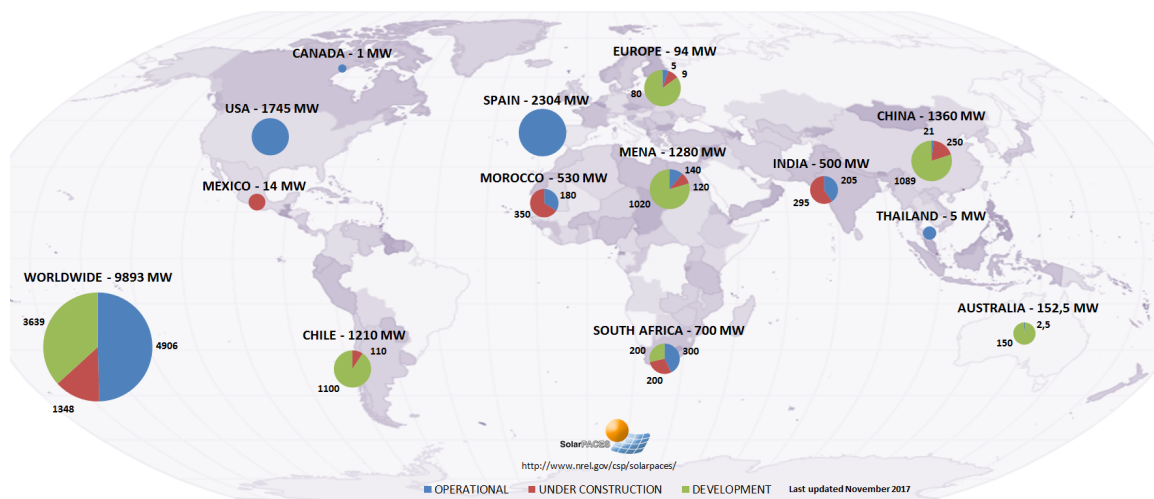 CANADA - 1 MW
EUROPE - 94 MW
5
9
80
USA - 1745 MW
SPAIN - 2304 MW
CHINA - 1360 MW
21
250
1089
MENA - 1280 MW
140
120
1020
INDIA - 500 MW
205
295
MOROCCO - 530 MW
180
350
MEXICO - 14 MW
THAILAND - 5 MW
WORLDWIDE - 9893 MW
3639
4906
1348
CHILE - 1210 MW
110
1100
SOUTH AFRICA - 700 MW
200
300
200
AUSTRALIA - 152,5 MW
2,5
150
SolarPACES
http://www.nrel.gov/csp/solarpaces/
OPERATIONAL UNDER CONSTRUCTION DEVELOPMENT Last updated November 2017